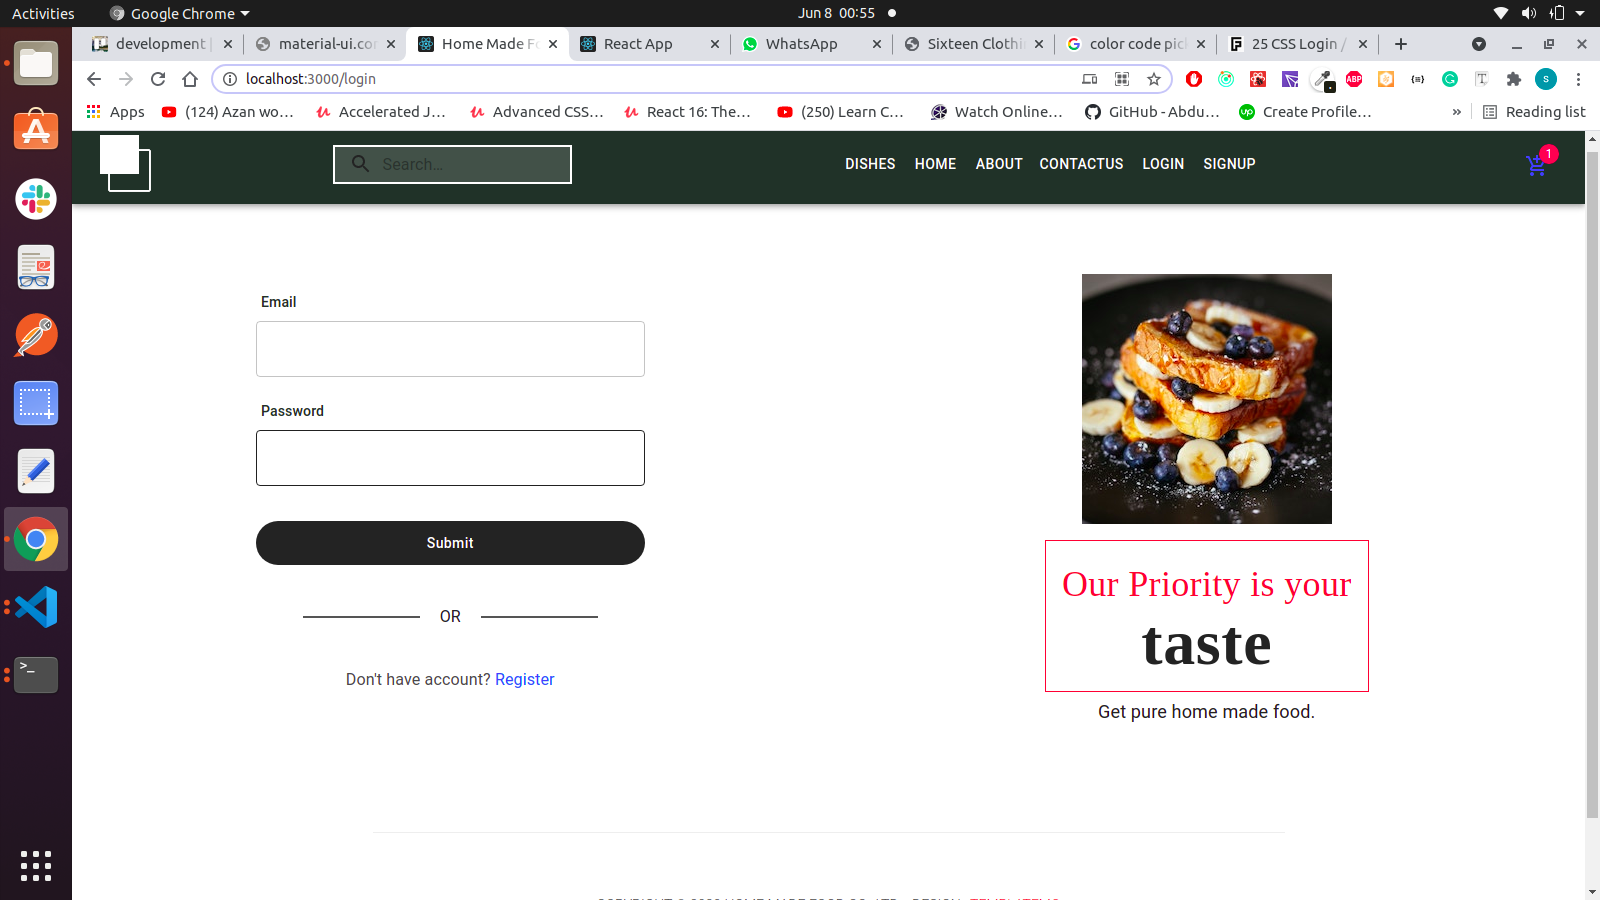 Activities
Google Chrome
Jun 8 00:55
development |
material-ui.co
Home Made F
React App
WhatsApp
Sixteen Clothi
color code pic
25 CSS Login /
localhost:3000/login
ABP
S
Apps
(124) Azan wo...
Accelerated J...
Advanced CSS...
React 16: The...
(250) Learn C...
Watch Online...
GitHub - Abdu...
Create Profile...
»
Reading list
Search...
DISHES
HOME
ABOUT
CONTACTUS
LOGIN
SIGNUP
1
Email
Password
Submit
OR
Don't have account? Register
Our Priority is your
taste
Get pure home made food.